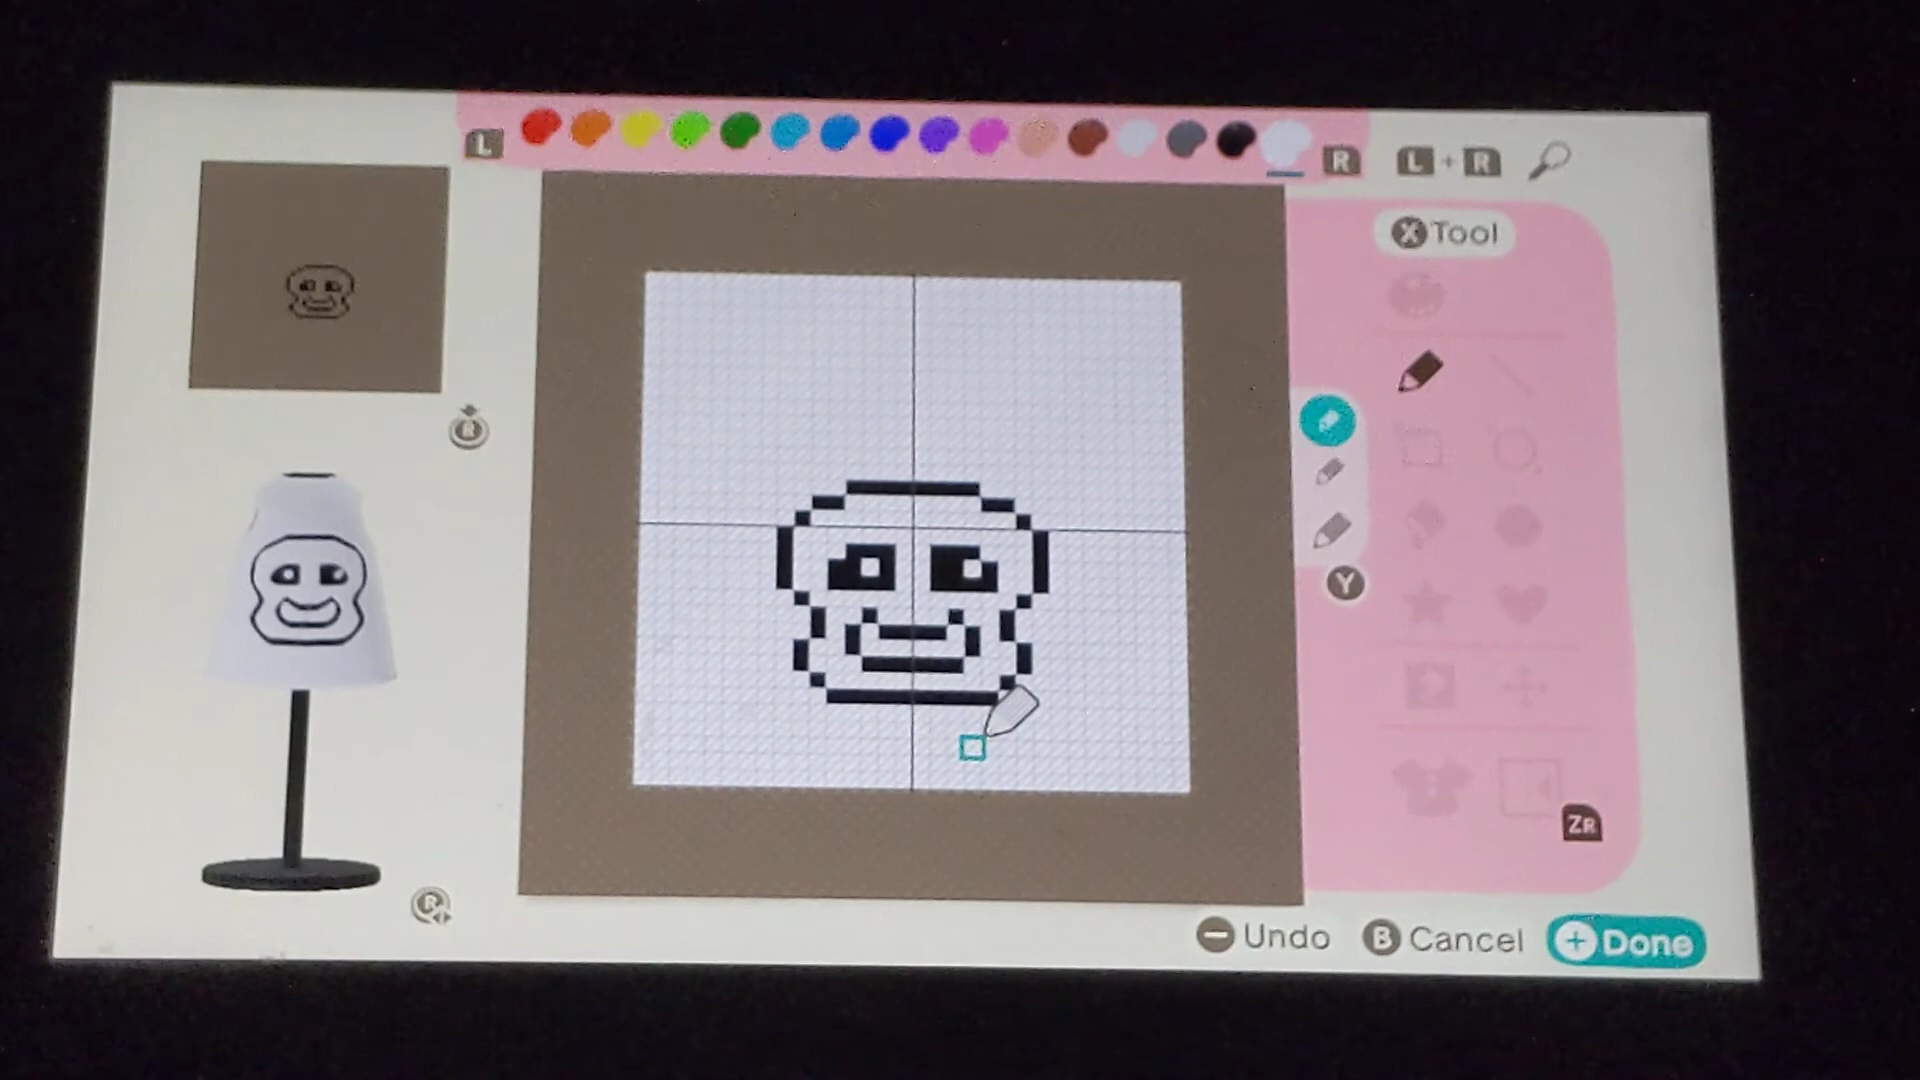 L
R
L + R
X Tool
R
Y
ZR
R
Undo
B Cancel
+ Done